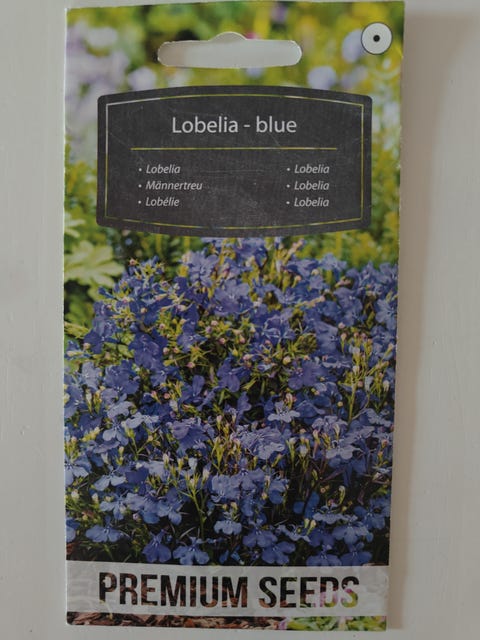 Lobelia - blue
• Lobelia
• Männertreu
• Lobélie
• Lobelia
• Lobelia
• Lobelia
PREMIUM SEEDS